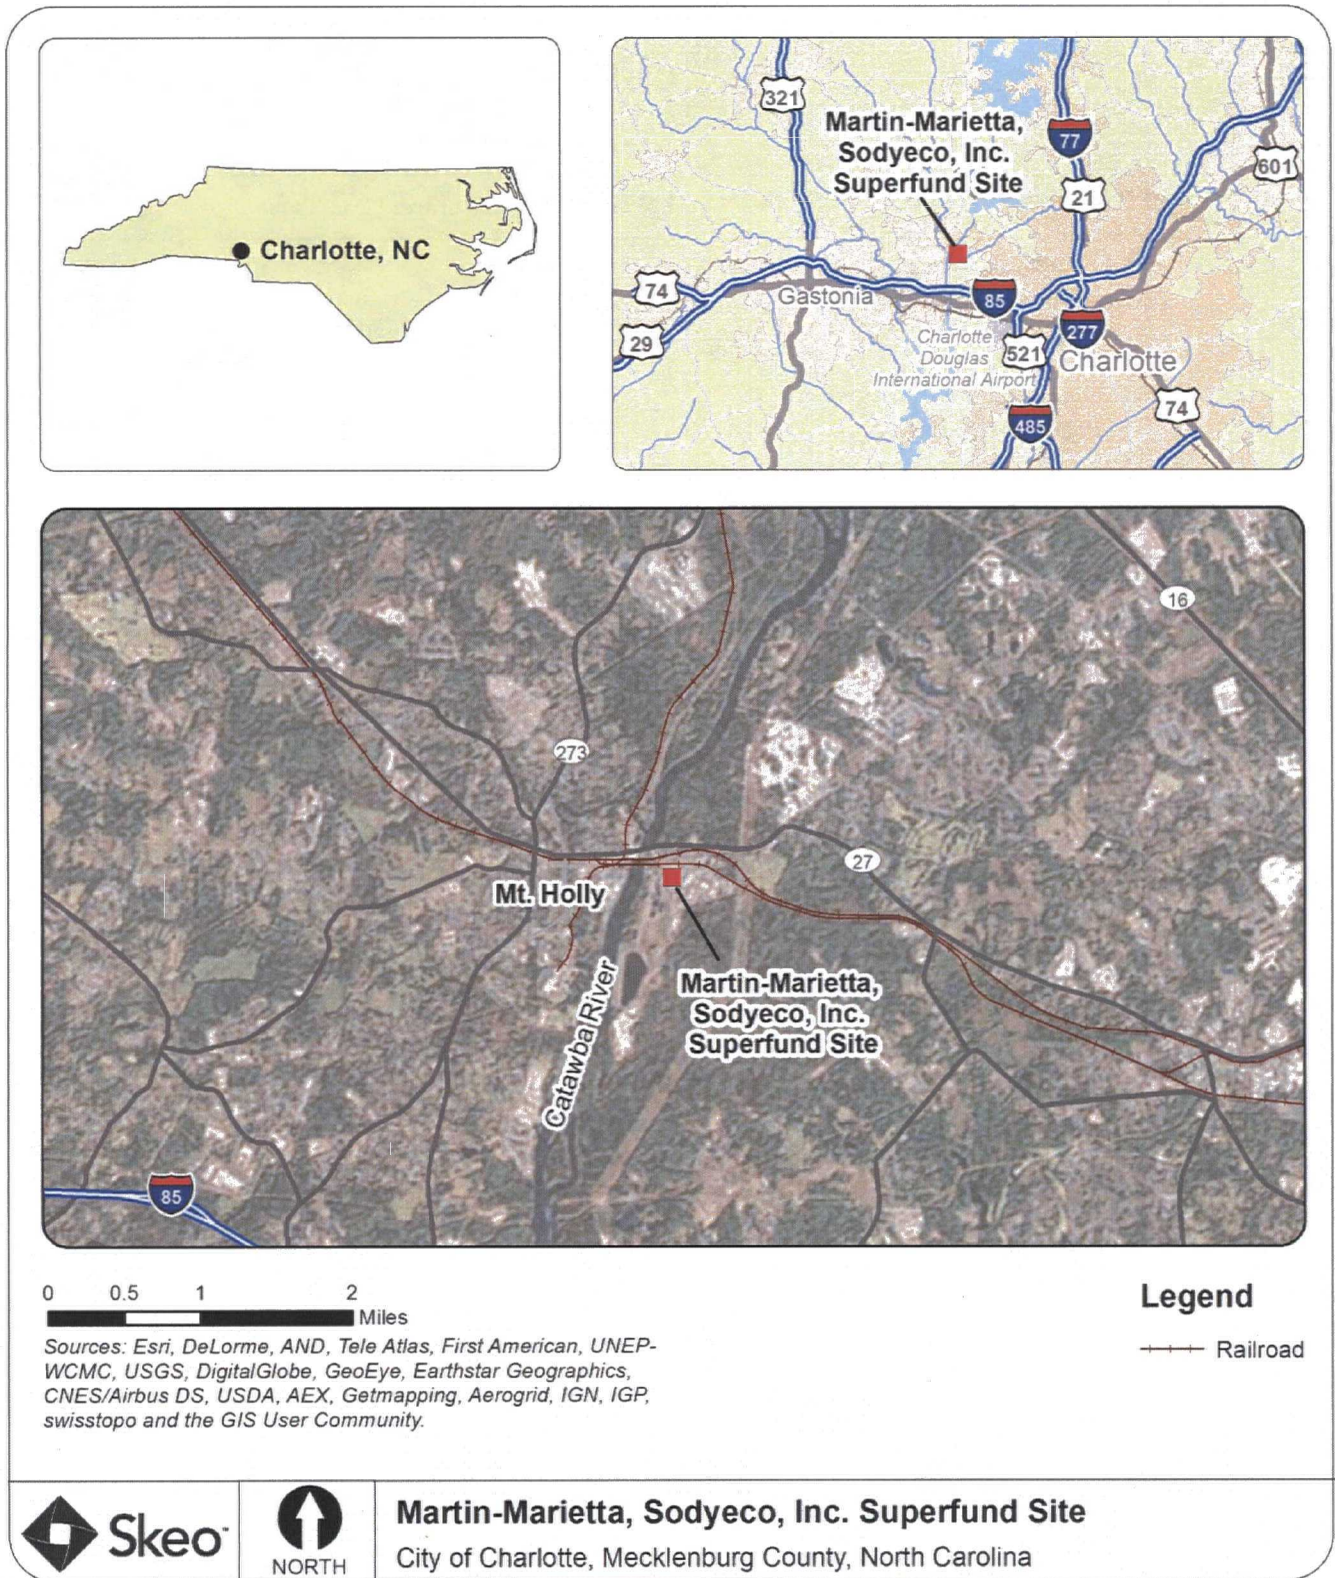 Charlotte, NC
321
Martin-Marietta,
Sodyeco, Inc.
Superfund Site
77
21
601
74
29
Gastonia
85
277
Charlotte
Douglas
International Airport
521
Charlotte
74
485
16
273
27
Mt. Holly
Martin-Marietta,
Sodyeco, Inc.
Superfund Site
Catawba River
85
0 0.5 1 2
Miles
Legend
Railroad
Sources: Esri, DeLorme, AND, Tele Atlas, First American, UNEP-
WCMC, USGS, DigitalGlobe, GeoEye, Earthstar Geographics,
CNES/Airbus DS, USDA, AEX, Getmapping, Aerogrid, IGN, IGP,
swisstopo and the GIS User Community.
Skeo™
NORTH
Martin-Marietta, Sodyeco, Inc. Superfund Site
City of Charlotte, Mecklenburg County, North Carolina